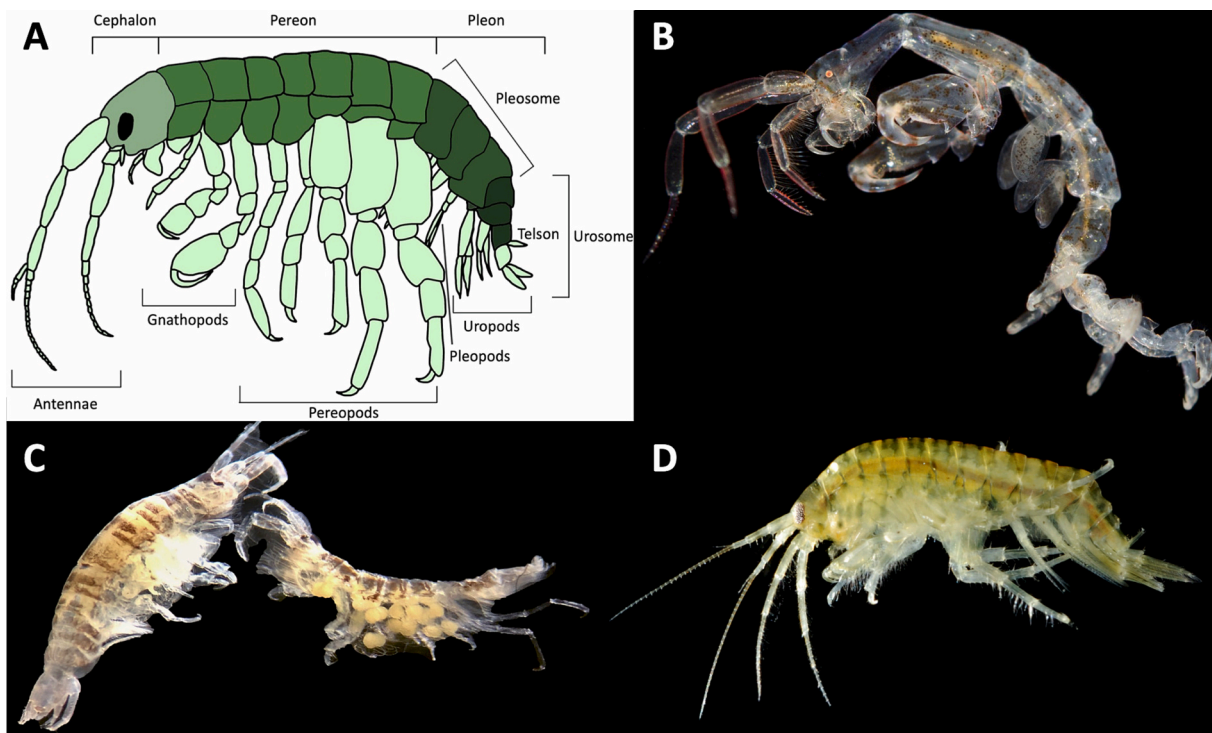 A
Cephalon
Pereon
Pleon
Pleosome
Telson
Urosome
Gnathopods
Uropods
Pleopods
Antennae
Pereopods
B
C
D